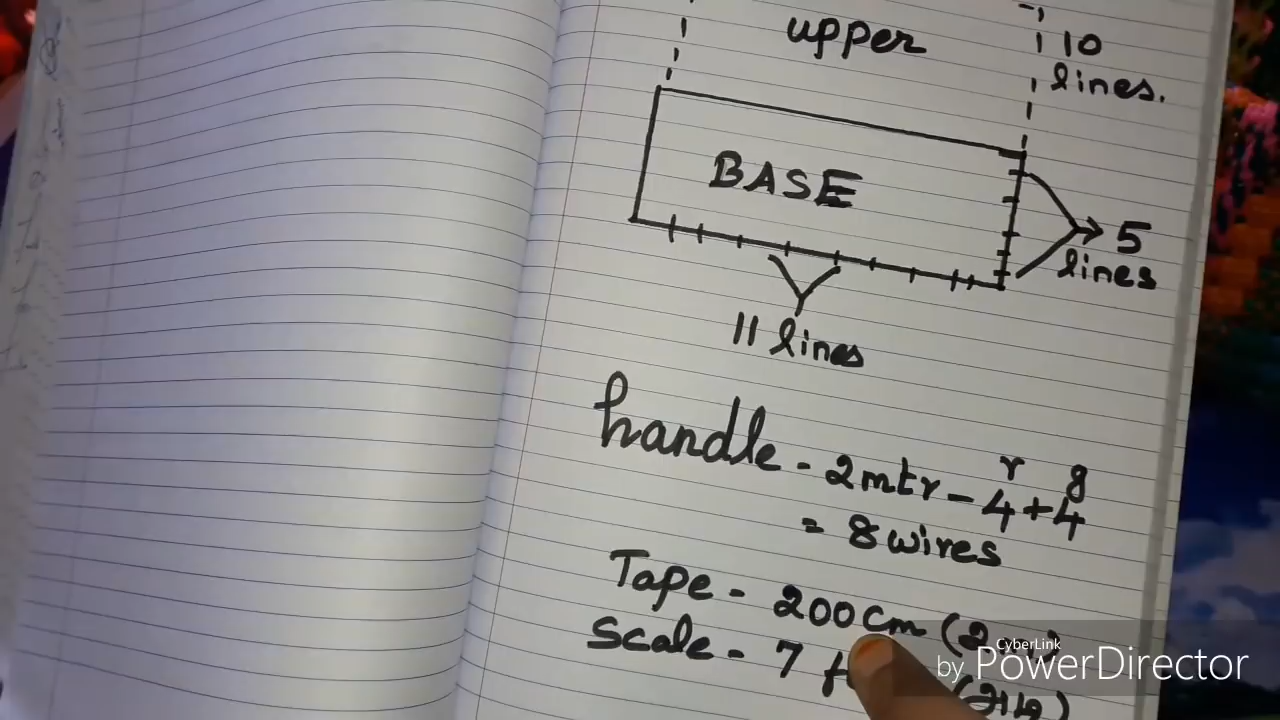 upper
10
lines.
BASE
5
lines
11 lines
handle - 2mtr - 4+4
r g
= 8 wires
Tape - 200cm (2
Scale - 7
CyberLink
by PowerDirector